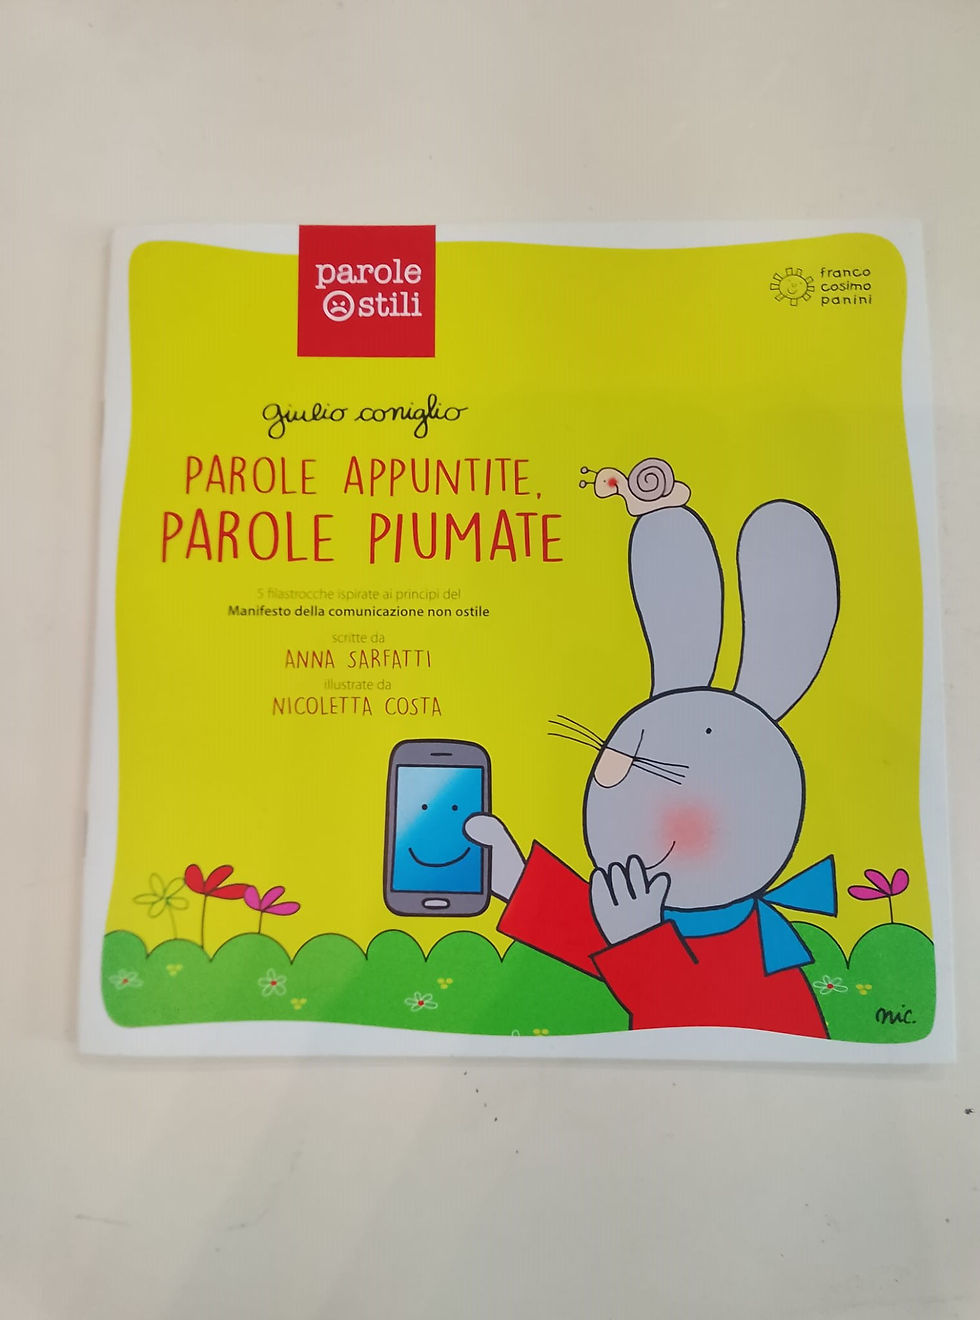 parole
Ostili
franco
cosimo
panini
giulio coniglio
PAROLE APPUNTITE,
PAROLE PIUMATE
5 filastrocche ispirate ai principi del
Manifesto della comunicazione non ostile
scritte da
ANNA SARFATTI
illustrate da
NICOLETTA COSTA
nic.